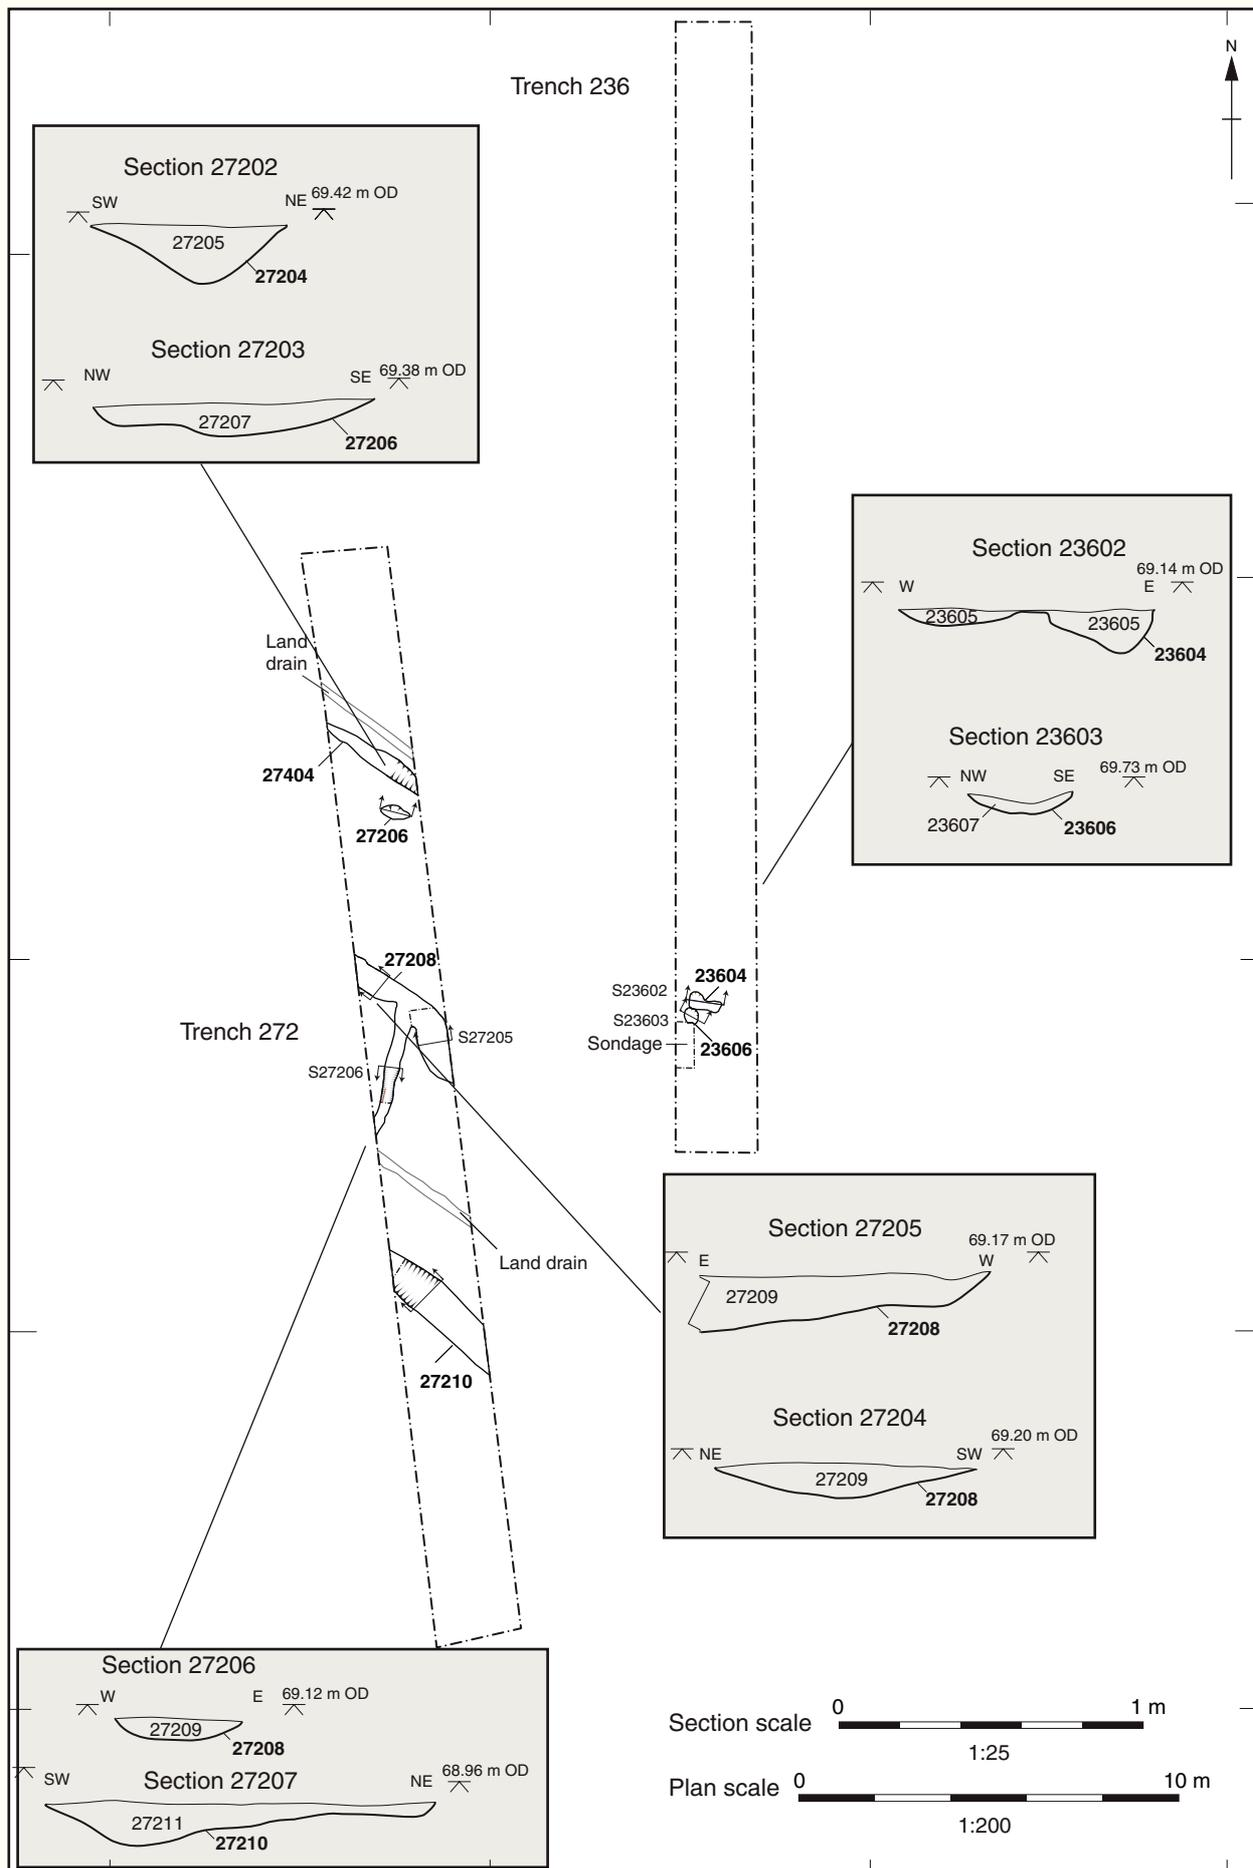 Trench 236
N
Section 27202
SW
NE 69.42 m OD
27205
27204
Section 27203
NW
SE 69.38 m OD
27207
27206
Section 23602
69.14 m OD
W
E
23605
23605
23604
Section 23603
NW
SE
69.73 m OD
23607
23606
Land
drain
27404
27206
27208
S23602
23604
S23603
Sondage
23606
Trench 272
S27205
S27206
Land drain
27210
Section 27205
69.17 m OD
E
W
27209
27208
Section 27204
69.20 m OD
NE
SW
27209
27208
Section 27206
W
E
69.12 m OD
27209
27208
Section 27207
SW
NE
68.96 m OD
27211
27210
Section scale
0
1 m
1:25
Plan scale
0
10 m
1:200